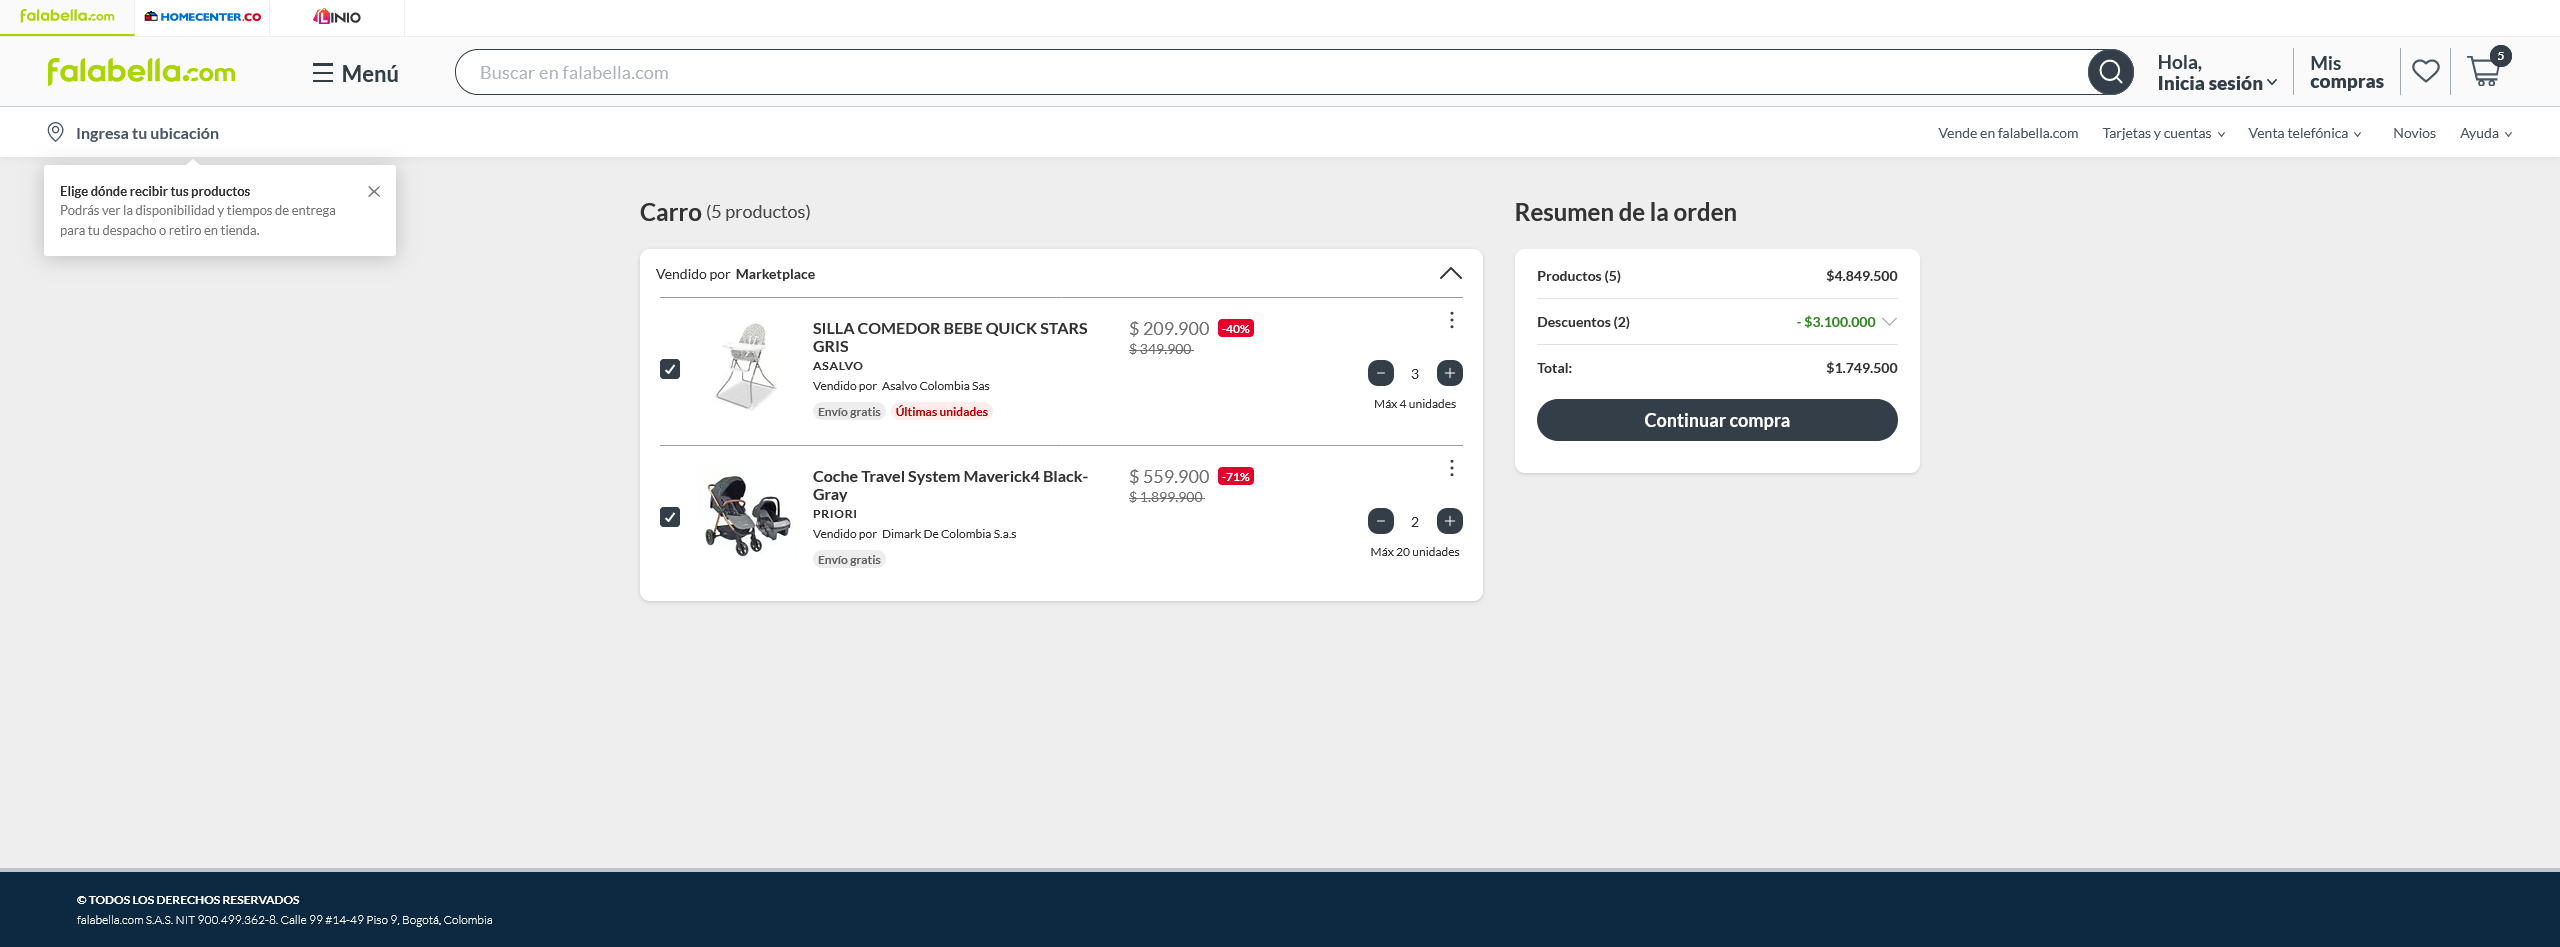 falabella.com
HOMECENTER.CO
LINIO
falabella.com
Menú
Buscar en falabella.com
Hola,
Inicia sesión
Mis
compras
5
Ingresa tu ubicación
Vende en falabella.com
Tarjetas y cuentas
Venta telefónica
Novios
Ayuda
Elige dónde recibir tus productos
Podrás ver la disponibilidad y tiempos de entrega
para tu despacho o retiro en tienda.
Carro (5 productos)
Vendido por Marketplace
SILLA COMEDOR BEBE QUICK STARS
GRIS
ASALVO
Vendido por Asalvo Colombia Sas
Envío gratis Últimas unidades
$ 209.900 -40%
$ 349.900
3
Máx 4 unidades
Coche Travel System Maverick4 Black-
Gray
PRIORI
Vendido por Dimark De Colombia S.a.s
Envío gratis
$ 559.900 -71%
$ 1.899.900
2
Máx 20 unidades
Resumen de la orden
Productos (5) $4.849.500
Descuentos (2) - $3.100.000
Total: $1.749.500
Continuar compra
© TODOS LOS DERECHOS RESERVADOS
falabella.com S.A.S. NIT 900.499.362-8. Calle 99 #14-49 Piso 9, Bogotá, Colombia